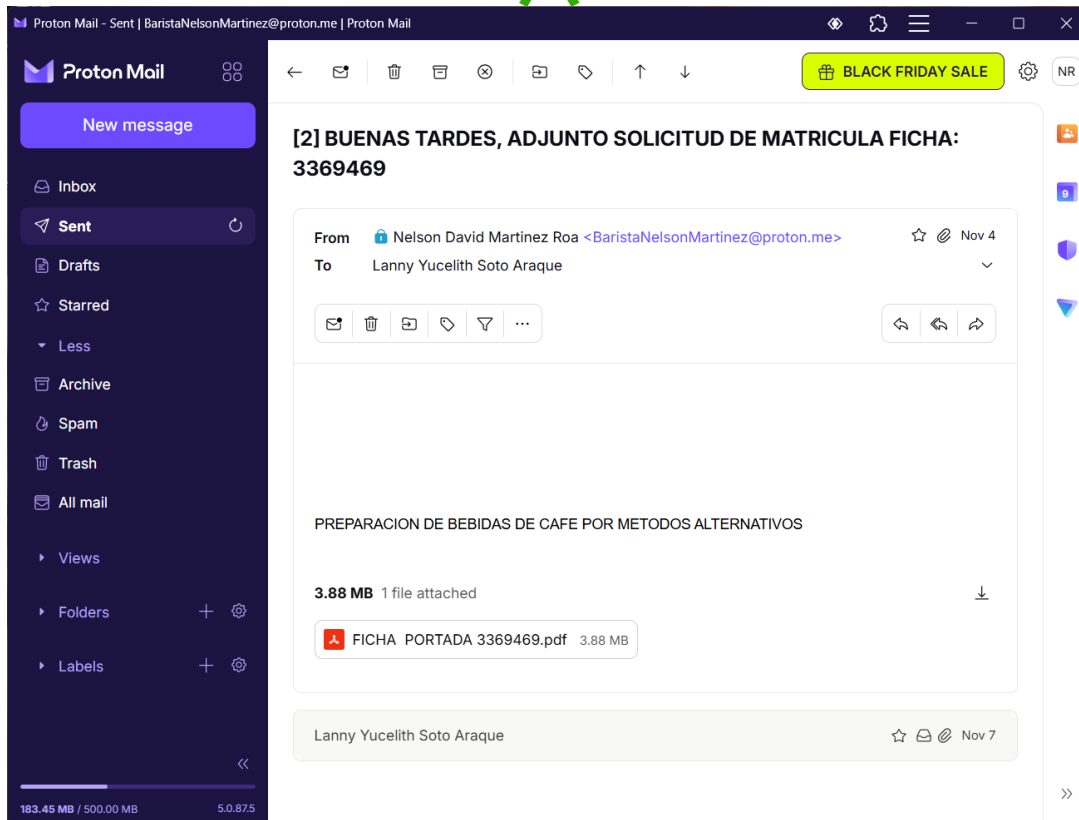 Proton Mail - Sent | BaristaNelsonMartinez@proton.me | Proton Mail
Proton Mail
BLACK FRIDAY SALE
NR
New message
Inbox
Sent
Drafts
Starred
Less
Archive
Spam
Trash
All mail
Views
Folders
Labels
183.45 MB / 500.00 MB
5.0.87.5
[2] BUENAS TARDES, ADJUNTO SOLICITUD DE MATRICULA FICHA:
3369469
From Nelson David Martinez Roa <BaristaNelsonMartinez@proton.me> Nov 4
To Lanny Yucelith Soto Araque
PREPARACION DE BEBIDAS DE CAFE POR METODOS ALTERNATIVOS
3.88 MB 1 file attached
FICHA PORTADA 3369469.pdf 3.88 MB
Lanny Yucelith Soto Araque Nov 7
9